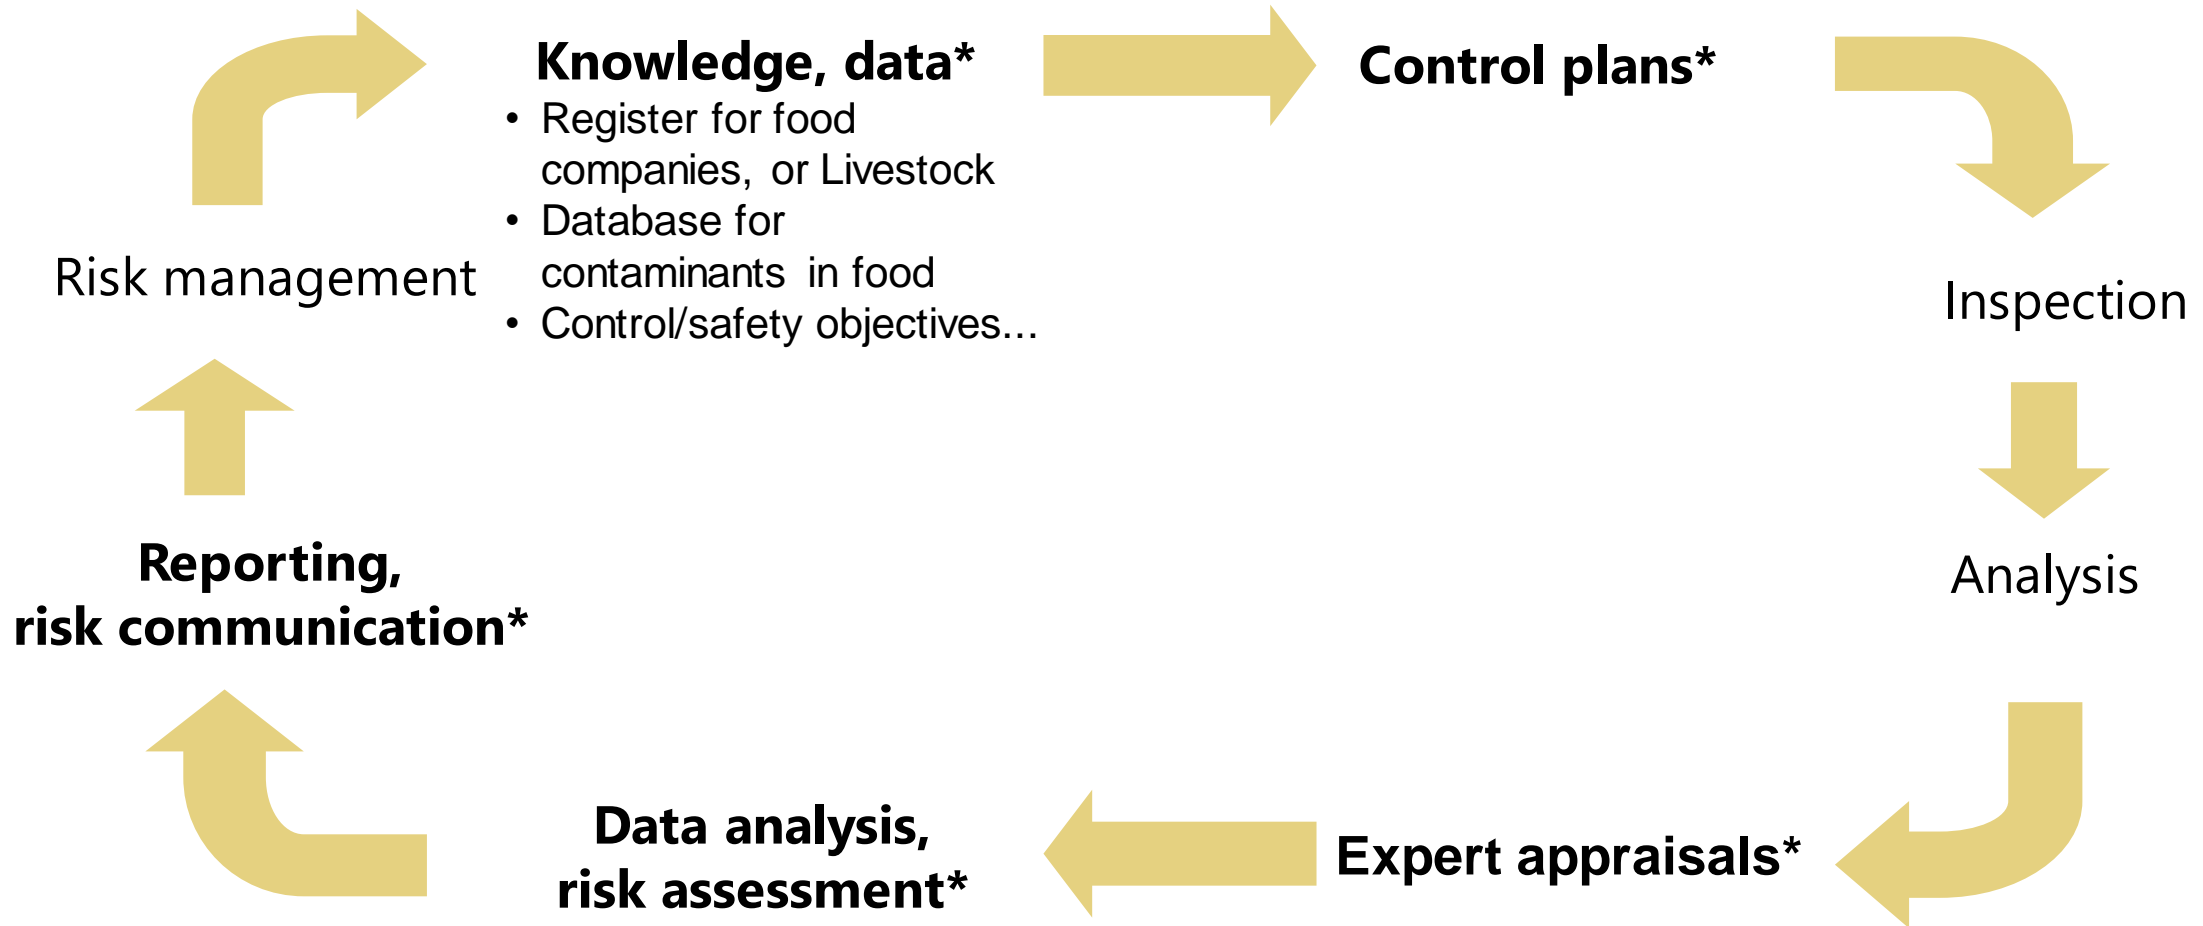 Knowledge, data*
• Register for food
companies, or Livestock
• Database for
contaminants in food
• Control/safety objectives...
Control plans*
Inspection
Analysis
Expert appraisals*
Data analysis,
risk assessment*
Reporting,
risk communication*
Risk management